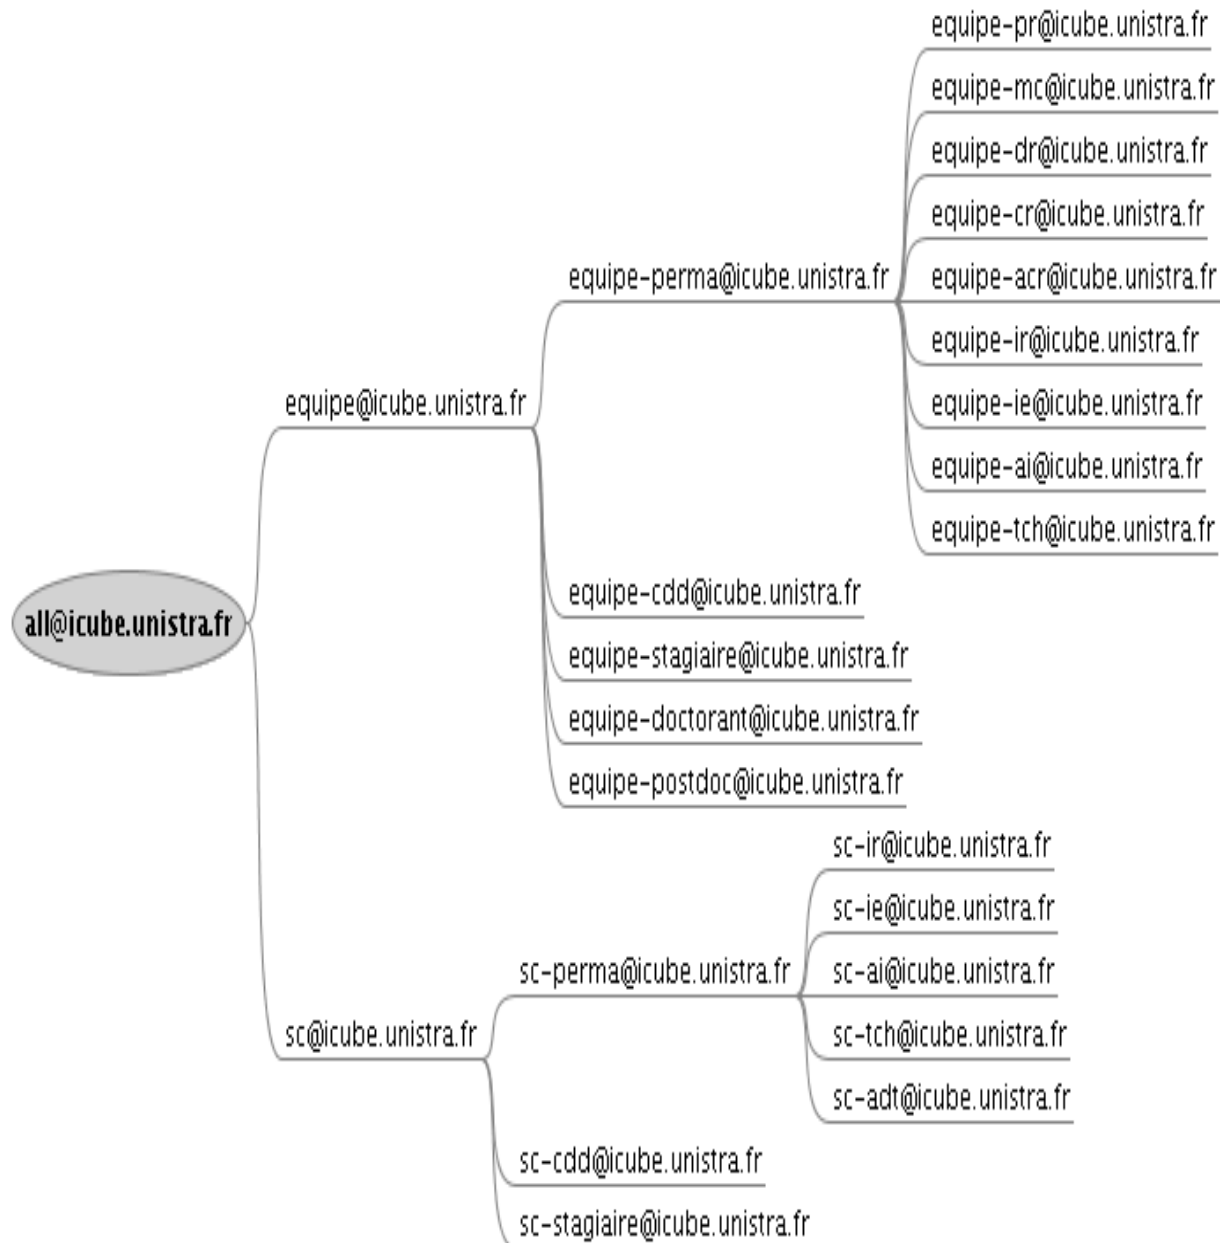 equipe-pr@icube.unistra.fr
equipe-mc@icube.unistra.fr
equipe-dr@icube.unistra.fr
equipe-cr@icube.unistra.fr
equipe-perma@icube.unistra.fr
equipe-acr@icube.unistra.fr
equipe-ir@icube.unistra.fr
equipe@icube.unistra.fr
equipe-ie@icube.unistra.fr
equipe-ai@icube.unistra.fr
equipe-tch@icube.unistra.fr
equipe-cdd@icube.unistra.fr
all@icube.unistra.fr
equipe-stagiaire@icube.unistra.fr
equipe-doctorant@icube.unistra.fr
equipe-postdoc@icube.unistra.fr
sc-ir@icube.unistra.fr
sc-ie@icube.unistra.fr
sc-perma@icube.unistra.fr
sc-ai@icube.unistra.fr
sc@icube.unistra.fr
sc-tch@icube.unistra.fr
sc-adt@icube.unistra.fr
sc-cdd@icube.unistra.fr
sc-stagiaire@icube.unistra.fr